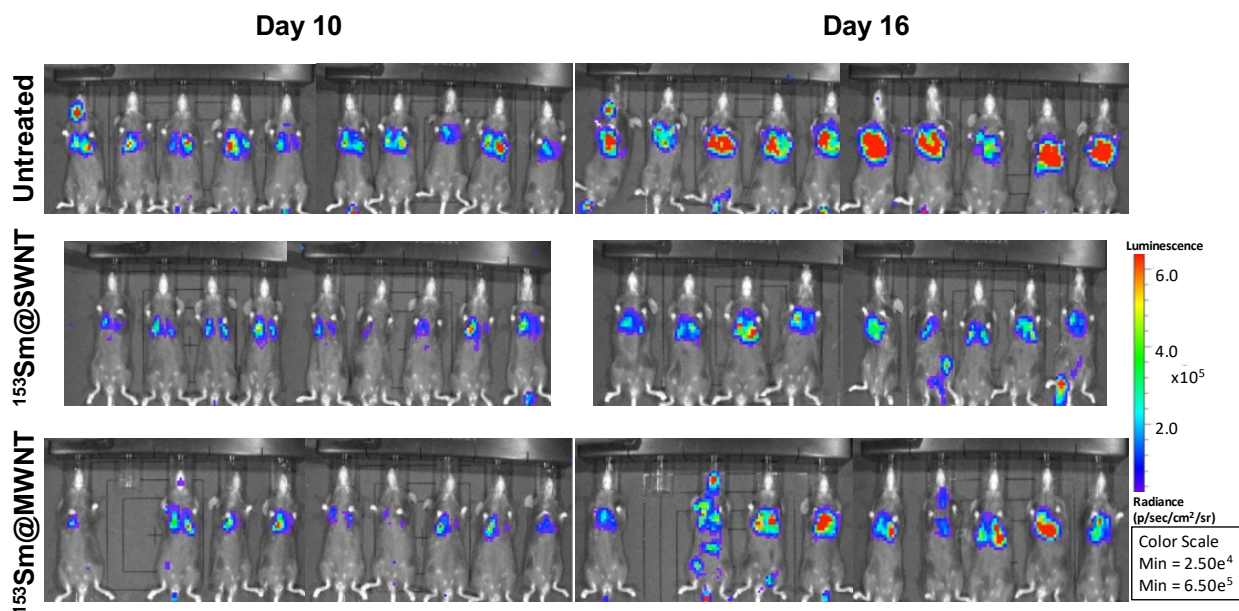 Day 10
Day 16
Untreated
¹⁵³Sm@SWNT
¹⁵³Sm@MWNT
Luminescence
6.0
4.0
x10⁵
2.0
Radiance
(p/sec/cm²/sr)
Color Scale
Min = 2.50e⁴
Min = 6.50e⁵